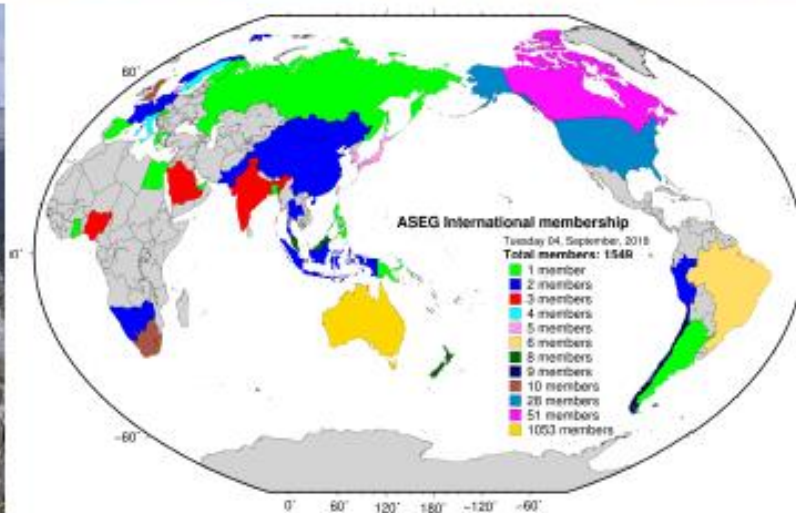 60°
0°
−60°
ASEG International membership
Tuesday 04, September, 2018
Total members: 1549
1 member
2 members
3 members
4 members
5 members
6 members
8 members
9 members
10 members
28 members
51 members
1053 members
0° 60° 120° 180° −120° −60°